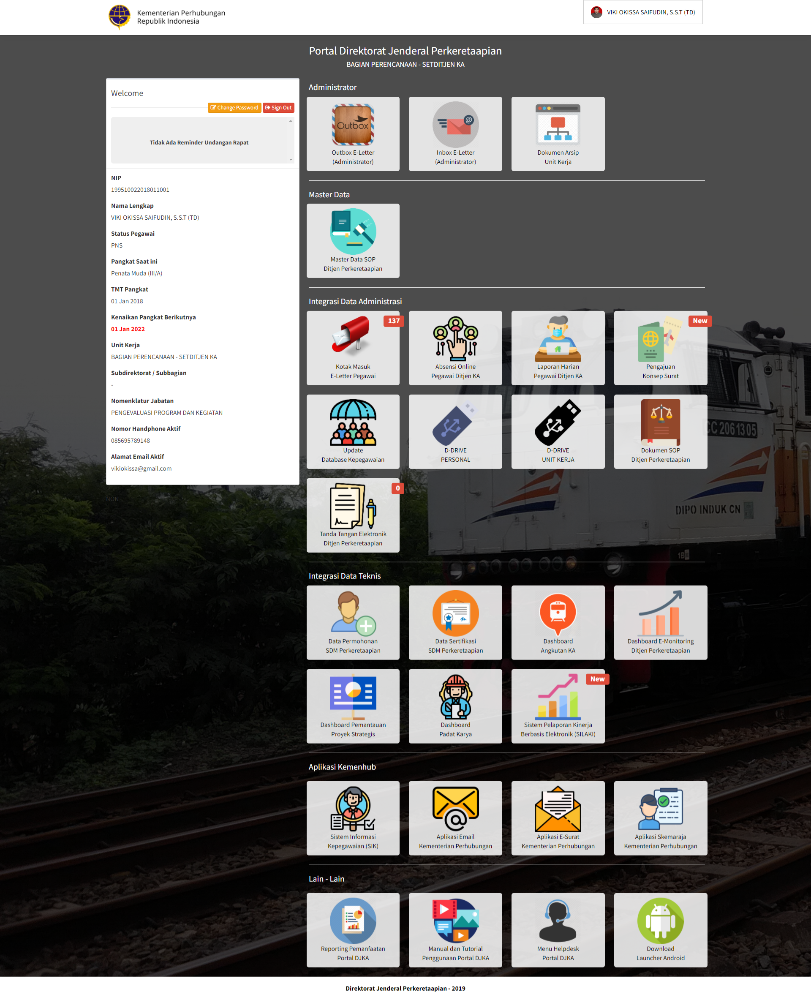 Kementerian Perhubungan
Republik Indonesia
VIKI OKISSA SAIFUDIN, S.S.T (TD)
Portal Direktorat Jenderal Perkeretaapian
BAGIAN PERENCANAAN - SETDITJEN KA
Welcome
Change Password
Sign Out
Tidak Ada Reminder Undangan Rapat
NIP
199510022018011001
Nama Lengkap
VIKI OKISSA SAIFUDIN, S.S.T (TD)
Status Pegawai
PNS
Pangkat Saat ini
Penata Muda (III/A)
TMT Pangkat
01 Jan 2018
Kenaikan Pangkat Berikutnya
01 Jan 2022
Unit Kerja
BAGIAN PERENCANAAN - SETDITJEN KA
Subdirektorat / Subbagian
-
Nomenklatur Jabatan
PENGEVALUASI PROGRAM DAN KEGIATAN
Nomor Handphone Aktif
085695789148
Alamat Email Aktif
vikiokissa@gmail.com
NON
Administrator
Outbox
Outbox E-Letter
(Administrator)
@
Inbox E-Letter
(Administrator)
Dokumen Arsip
Unit Kerja
Master Data
Master Data SOP
Ditjen Perkeretaapian
Integrasi Data Administrasi
137
Kotak Masuk
E-Letter Pegawai
Absensi Online
Pegawai Ditjen KA
Laporan Harian
Pegawai Ditjen KA
New
Pengajuan
Konsep Surat
Update
Database Kepegawaian
D-DRIVE
PERSONAL
D-DRIVE
UNIT KERJA
Dokumen SOP
Ditjen Perkeretaapian
CC 206 13 05
DIPO INDUK CN
0
Tanda Tangan Elektronik
Ditjen Perkeretaapian
Integrasi Data Teknis
Data Permohonan
SDM Perkeretaapian
Data Sertifikasi
SDM Perkeretaapian
Dashboard
Angkutan KA
Dashboard E-Monitoring
Ditjen Perkeretaapian
Dashboard Pemantauan
Proyek Strategis
Dashboard
Padat Karya
New
Sistem Pelaporan Kinerja
Berbasis Elektronik (SILAKI)
Aplikasi Kemenhub
Sistem Informasi
Kepegawaian (SIK)
@
Aplikasi Email
Kementerian Perhubungan
Aplikasi E-Surat
Kementerian Perhubungan
Aplikasi Skemaraja
Kementerian Perhubungan
Lain - Lain
Reporting Pemanfaatan
Portal DJKA
Manual dan Tutorial
Penggunaan Portal DJKA
Menu Helpdesk
Portal DJKA
Download
Launcher Android
Direktorat Jenderal Perkeretaapian - 2019